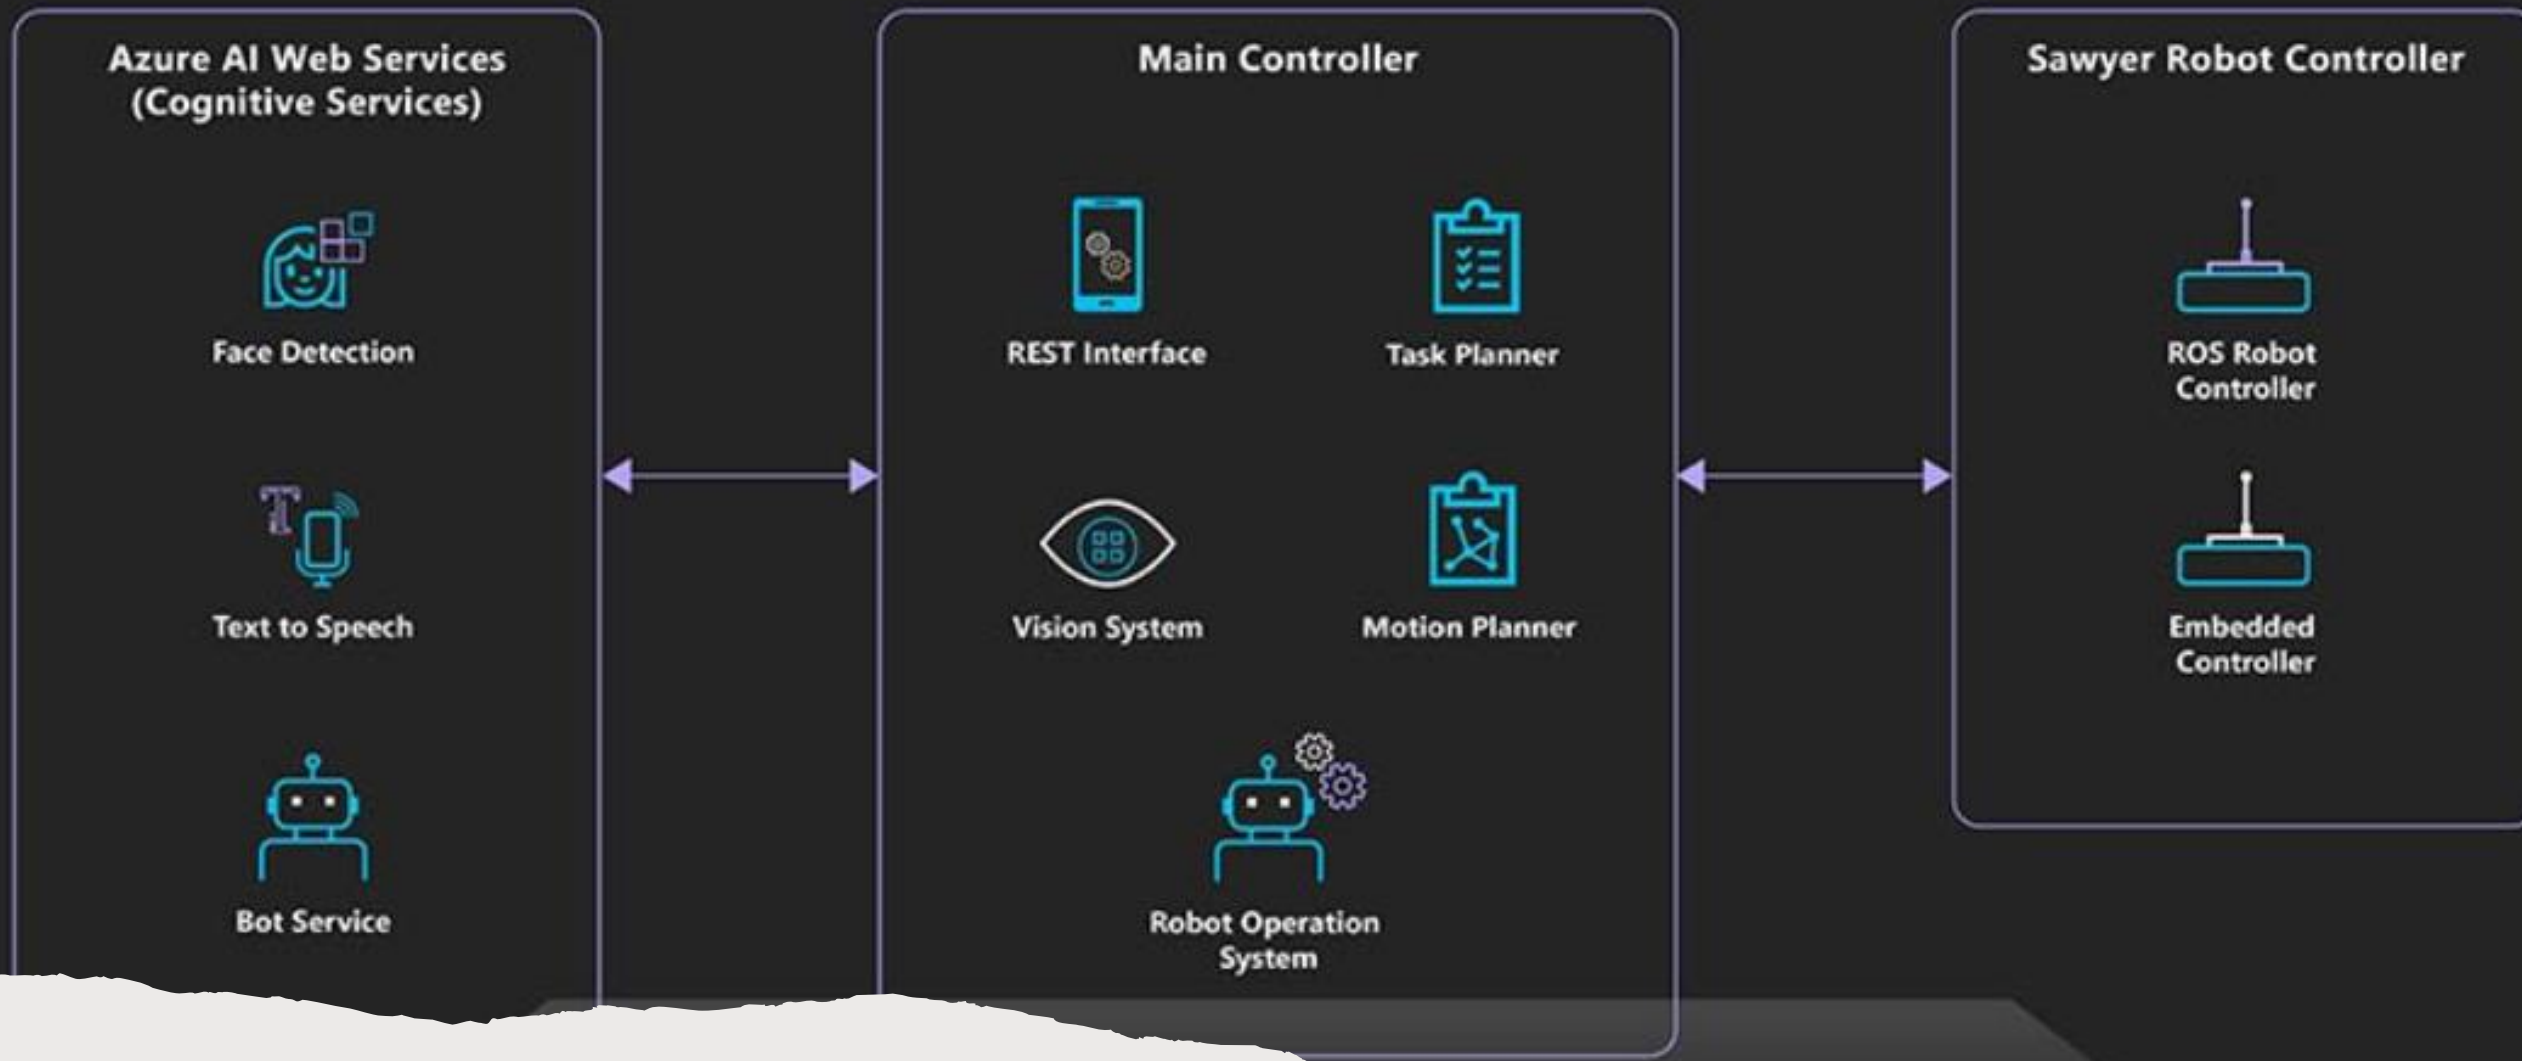 Azure AI Web Services
(Cognitive Services)
Face Detection
Text to Speech
Bot Service
Main Controller
REST Interface
Task Planner
Vision System
Motion Planner
Robot Operation
System
Sawyer Robot Controller
ROS Robot
Controller
Embedded
Controller